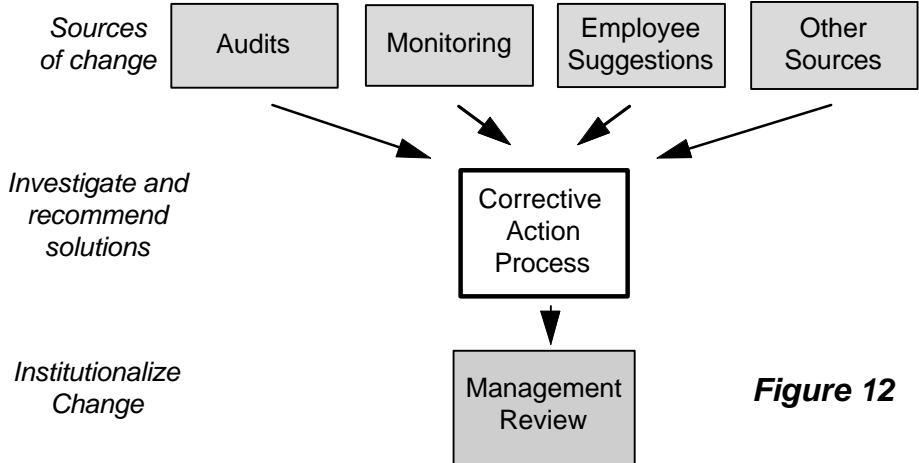 Sources
of change
Audits
Monitoring
Employee
Suggestions
Other
Sources
Investigate and
recommend
solutions
Corrective
Action
Process
Institutionalize
Change
Management
Review
Figure 12